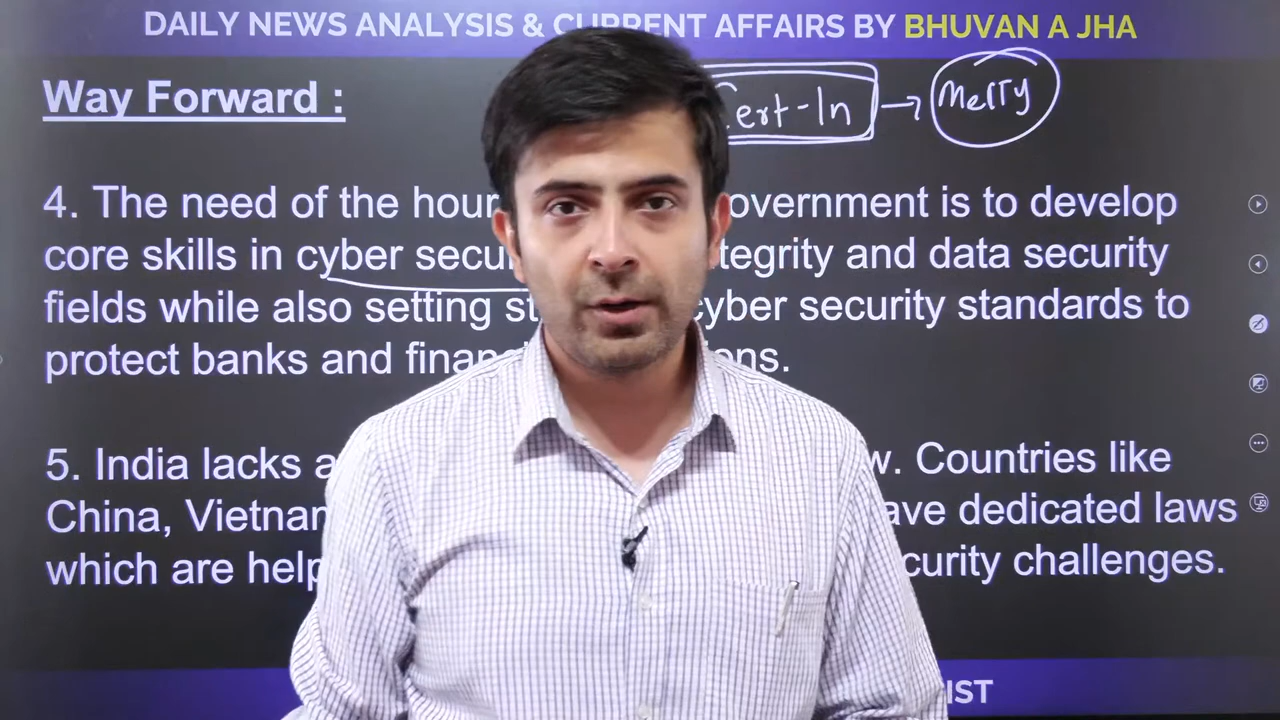 DAILY NEWS ANALYSIS & CURRENT AFFAIRS BY BHUVAN A JHA
Way Forward :
Cert-In → Merry
4. The need of the hour overnment is to develop
core skills in cyber secu tegrity and data security
fields while also setting st cyber security standards to
protect banks and finan ons.
5. India lacks a w. Countries like
China, Vietnam ave dedicated laws
which are help curity challenges.
IST